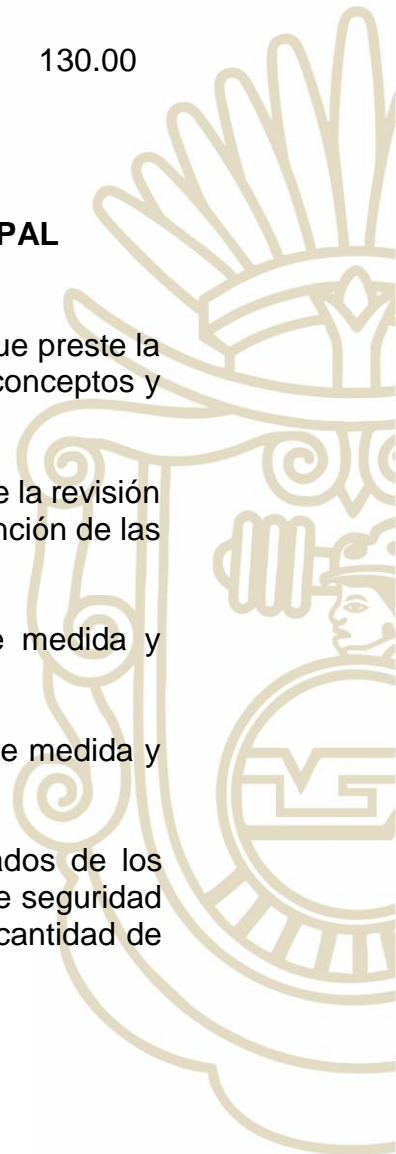 130.00
PAL
ue preste la
conceptos y
e la revisión
nción de las
e medida y
e medida y
ados de los
e seguridad
cantidad de